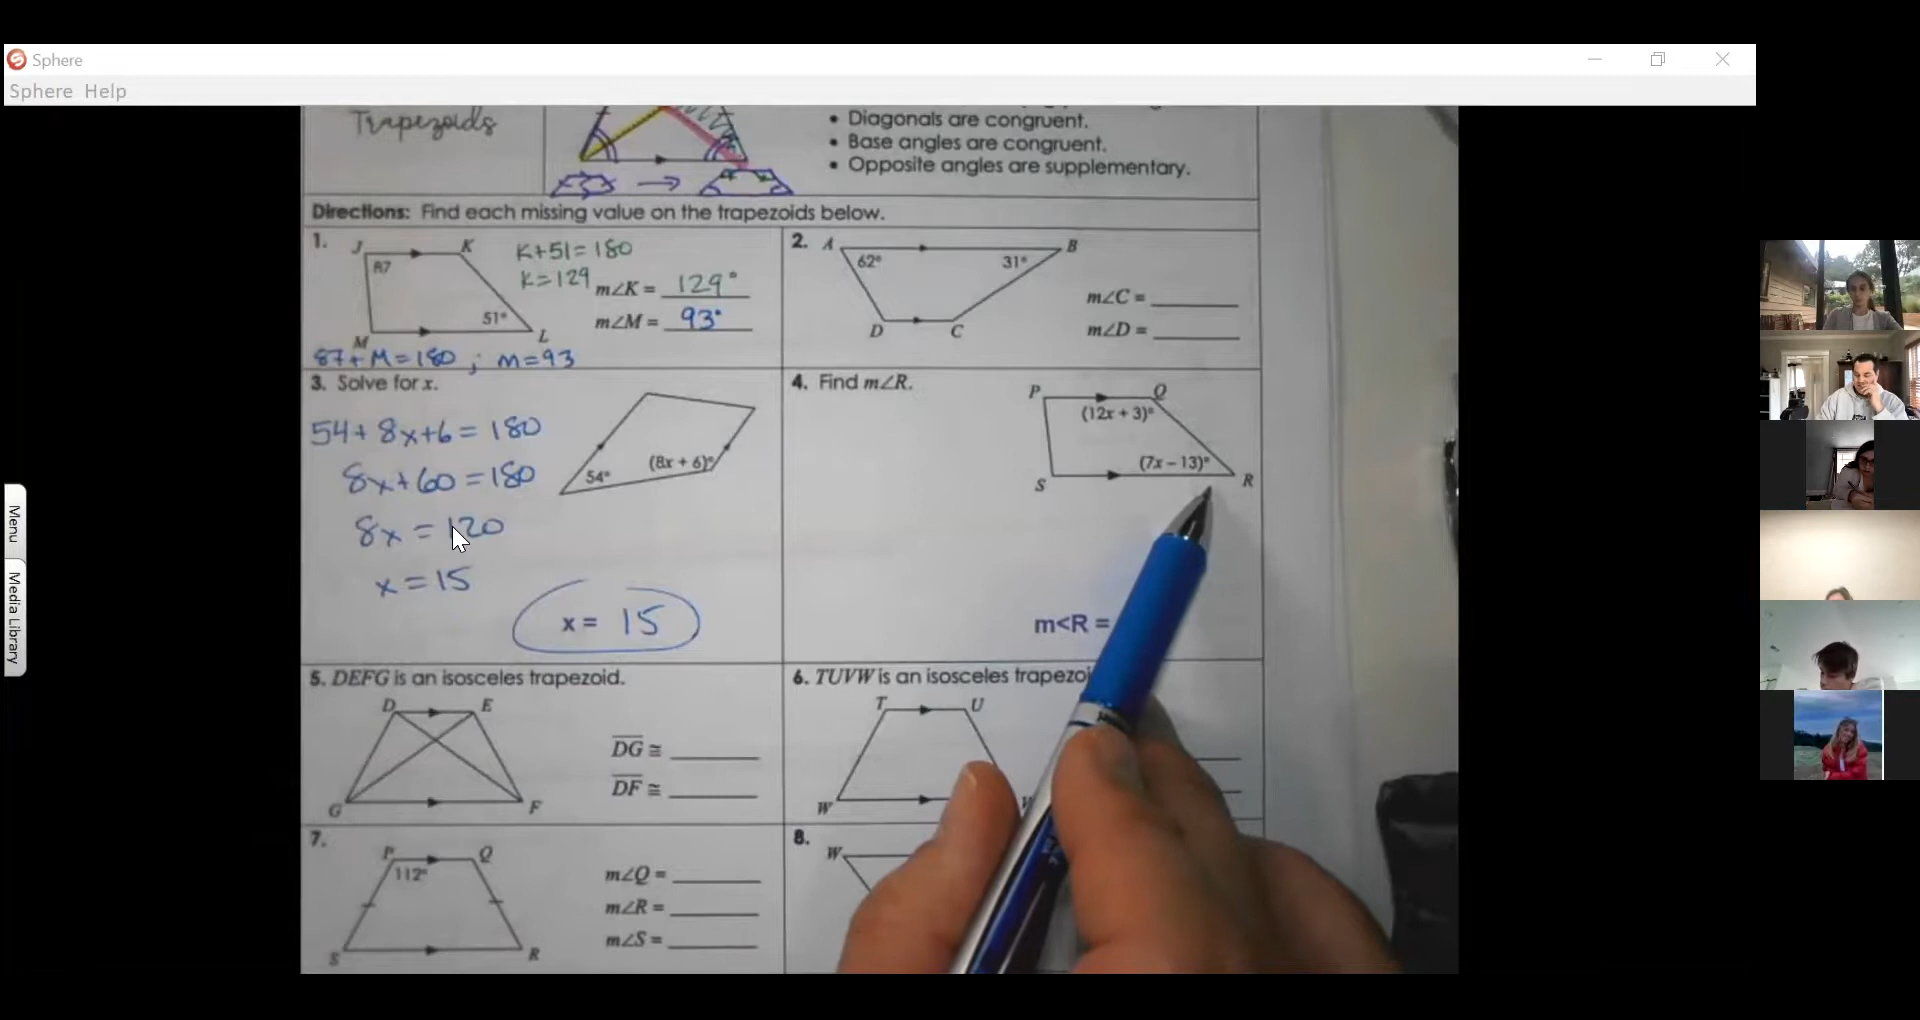 Sphere
Sphere Help
Menu
Media Library
Trapezoids
• Diagonals are congruent.
• Base angles are congruent.
• Opposite angles are supplementary.
Directions: Find each missing value on the trapezoids below.
1.
J
K
87
51°
M
L
K+51=180
K=129
m∠K = 129°
m∠M = 93°
87+M=180 ; M=93
2.
A
B
62°
31°
D
C
m∠C =
m∠D =
3. Solve for x.
54+8x+6=180
8x+60=180
8x=120
x=15
54°
(8x + 6)°
x = 15
4. Find m∠R.
P
Q
(12x + 3)°
(7x – 13)°
S
R
m<R =
5. DEFG is an isosceles trapezoid.
D
E
G
F
DG ≅
DF ≅
6. TUVW is an isosceles
T
U
W
7.
P
Q
112°
S
R
m∠Q =
m∠R =
m∠S =
8.
W